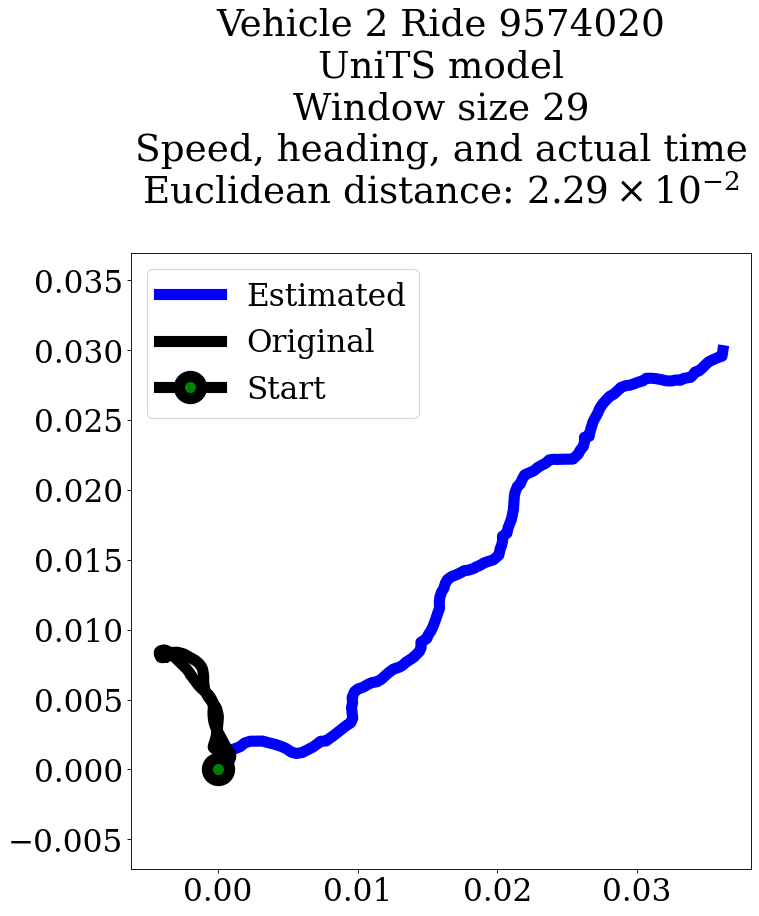 Vehicle 2 Ride 9574020
UniTS model
Window size 29
Speed, heading, and actual time
Euclidean distance: 2.29 × 10⁻²
Estimated
Original
Start
0.035
0.030
0.025
0.020
0.015
0.010
0.005
0.000
−0.005
0.00 0.01 0.02 0.03